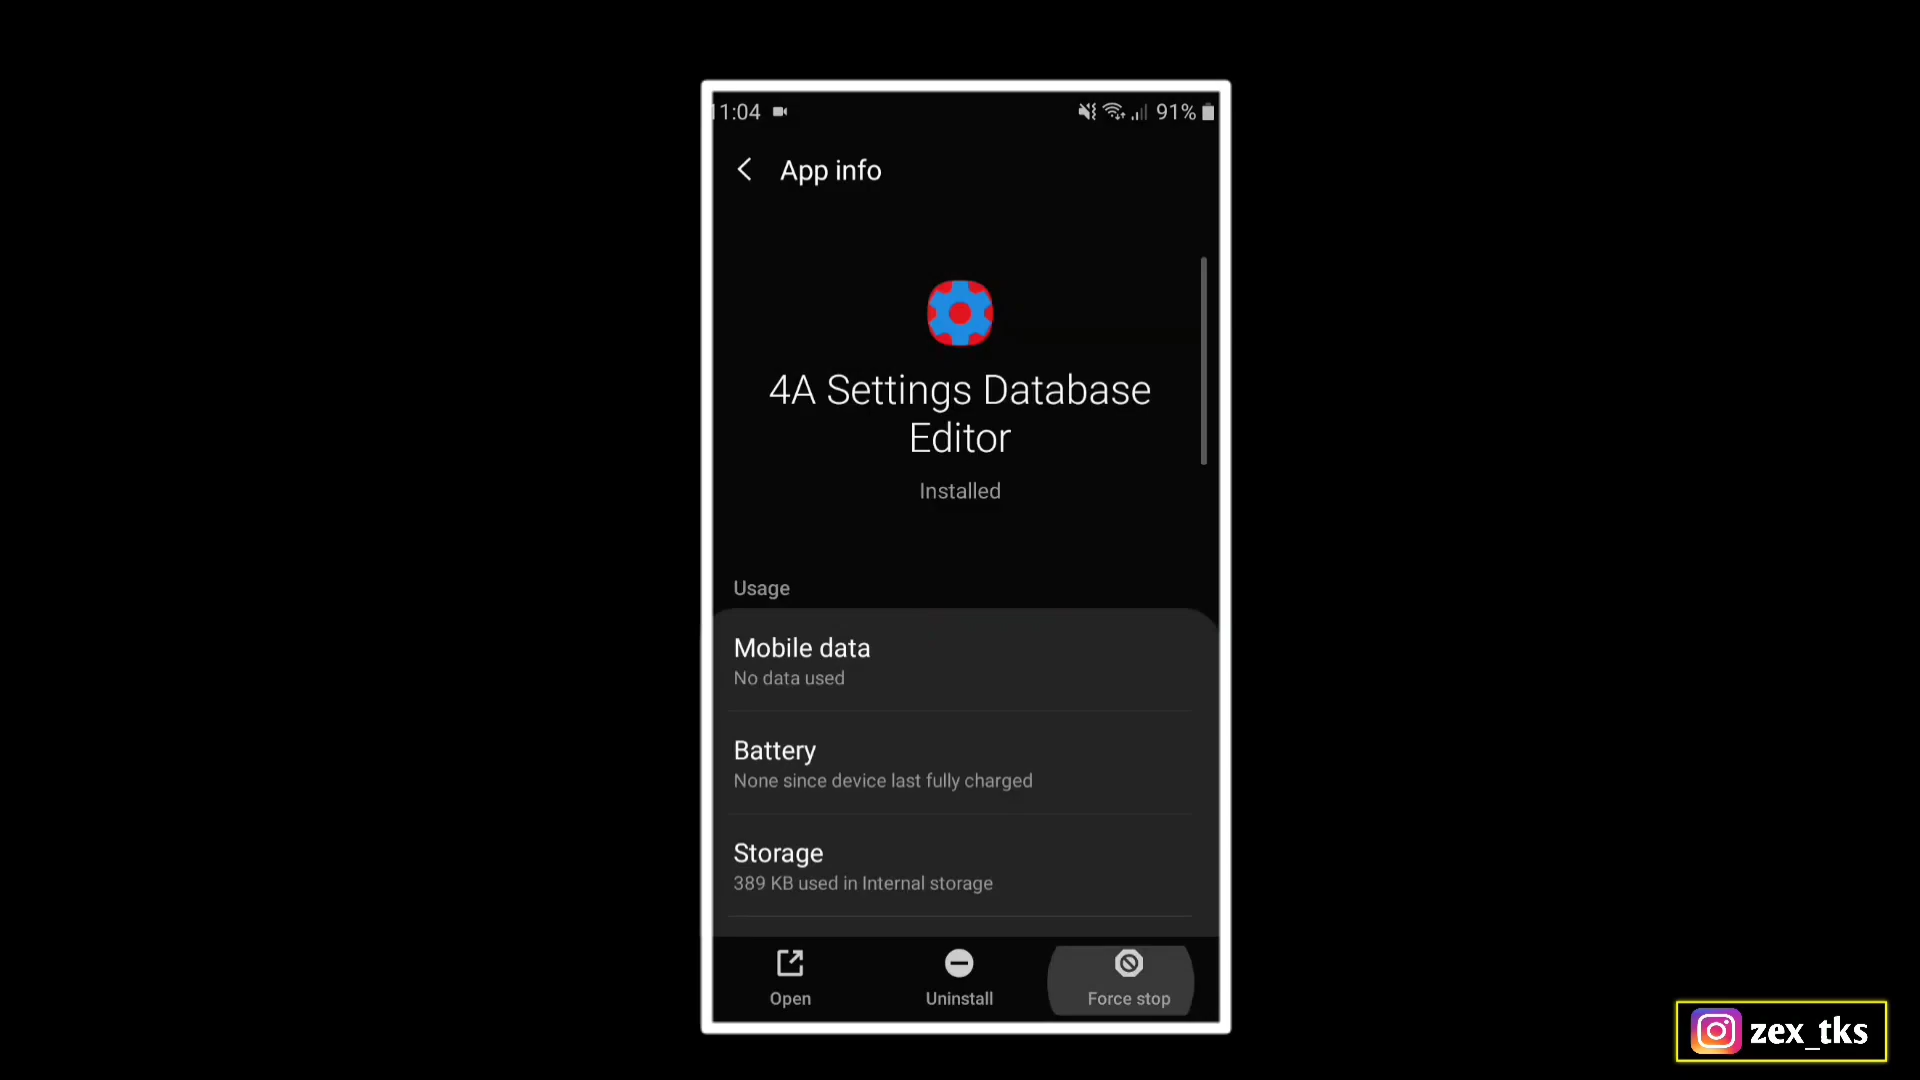 11:04 91%
App info
4A Settings Database
Editor
Installed
Usage
Mobile data
No data used
Battery
None since device last fully charged
Storage
389 KB used in Internal storage
Open Uninstall Force stop
zex_tks